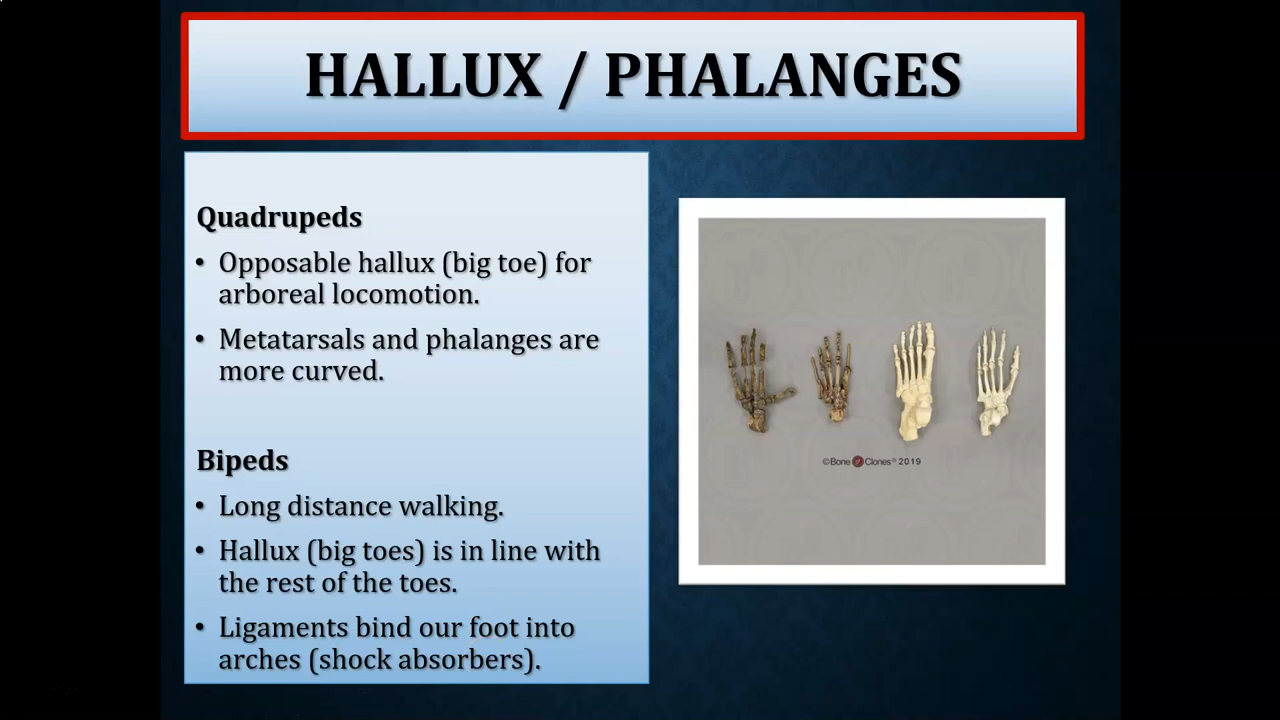 HALLUX / PHALANGES
Quadrupeds
• Opposable hallux (big toe) for
arboreal locomotion.
• Metatarsals and phalanges are
more curved.
Bipeds
• Long distance walking.
• Hallux (big toes) is in line with
the rest of the toes.
• Ligaments bind our foot into
arches (shock absorbers).
©Bone Clones® 2019